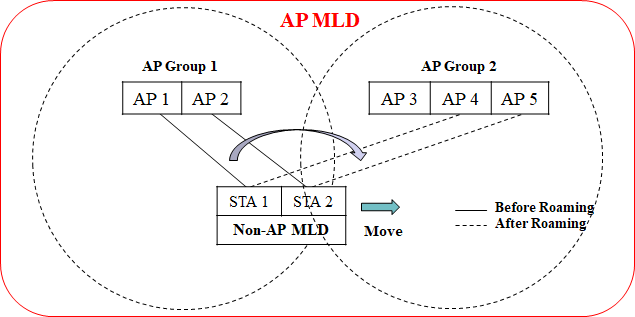 AP MLD
AP Group 1
AP Group 2
AP 1 AP 2
AP 3 AP 4 AP 5
STA 1 STA 2
Non-AP MLD
Move
Before Roaming
After Roaming